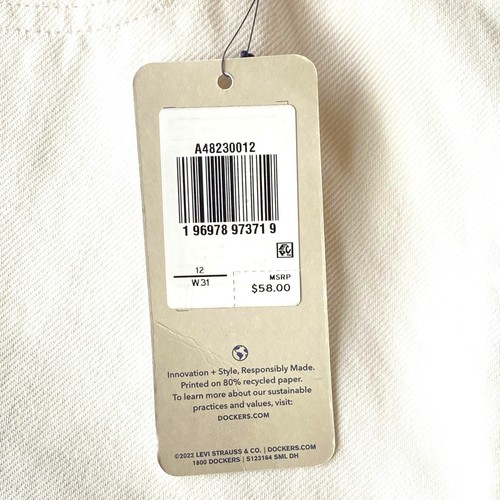 A48230012
1 96978 97371 9
12
W31
MSRP
$58.00
Innovation + Style, Responsibly Made.
Printed on 80% recycled paper.
To learn more about our sustainable
practices and values, visit:
DOCKERS.COM
©2022 LEVI STRAUSS & CO. | DOCKERS.COM
1800 DOCKERS | S123164 SML DH